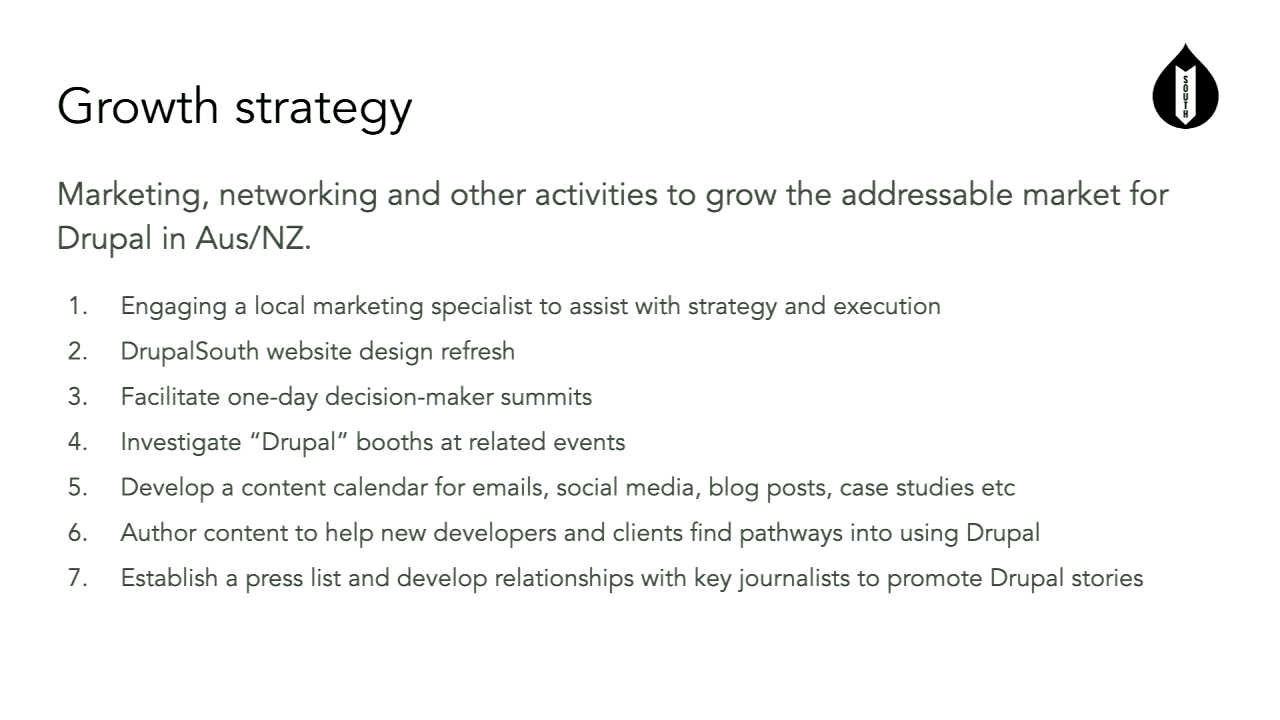 Growth strategy
SOUTH
Marketing, networking and other activities to grow the addressable market for
Drupal in Aus/NZ.
1. Engaging a local marketing specialist to assist with strategy and execution
2. DrupalSouth website design refresh
3. Facilitate one-day decision-maker summits
4. Investigate “Drupal” booths at related events
5. Develop a content calendar for emails, social media, blog posts, case studies etc
6. Author content to help new developers and clients find pathways into using Drupal
7. Establish a press list and develop relationships with key journalists to promote Drupal stories